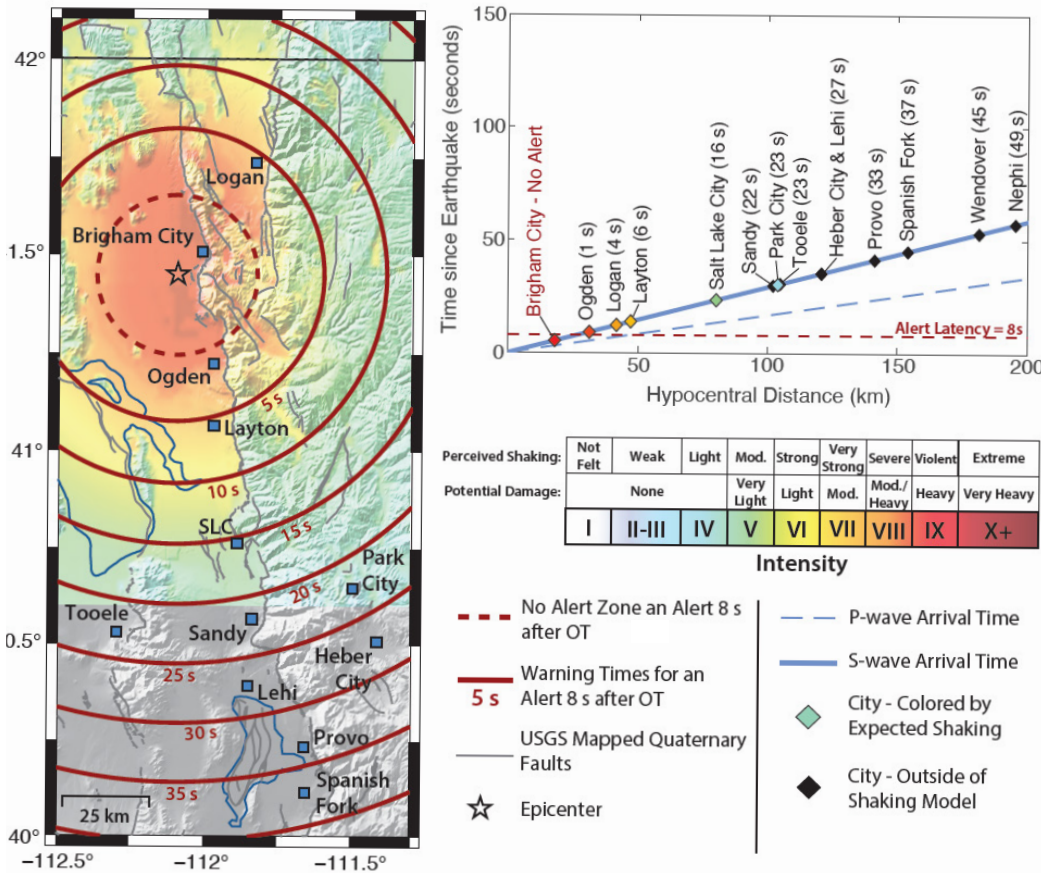 42°
1.5°
41°
0.5°
40°
-112.5°
-112°
-111.5°
Logan
Brigham City
Ogden
5 s
Layton
10 s
SLC
15 s
Park
City
20 s
Tooele
Sandy
Heber
City
25 s
Lehi
30 s
Provo
35 s
Spanish
Fork
25 km
150
100
50
0
Time since Earthquake (seconds)
Brigham City - No Alert
Ogden (1 s)
Logan (4 s)
Layton (6 s)
Salt Lake City (16 s)
Sandy (22 s)
Park City (23 s)
Tooele (23 s)
Heber City & Lehi (27 s)
Provo (33 s)
Spanish Fork (37 s)
Wendover (45 s)
Nephi (49 s)
Alert Latency = 8s
50
100
150
200
Hypocentral Distance (km)
Perceived Shaking:
Not
Felt
Weak
Light
Mod.
Strong
Very
Strong
Severe
Violent
Extreme
Potential Damage:
None
Very
Light
Light
Mod.
Mod./
Heavy
Heavy
Very Heavy
I
II-III
IV
V
VI
VII
VIII
IX
X+
Intensity
No Alert Zone an Alert 8 s
after OT
5 s
Warning Times for an
Alert 8 s after OT
USGS Mapped Quaternary
Faults
Epicenter
P-wave Arrival Time
S-wave Arrival Time
City - Colored by
Expected Shaking
City - Outside of
Shaking Model